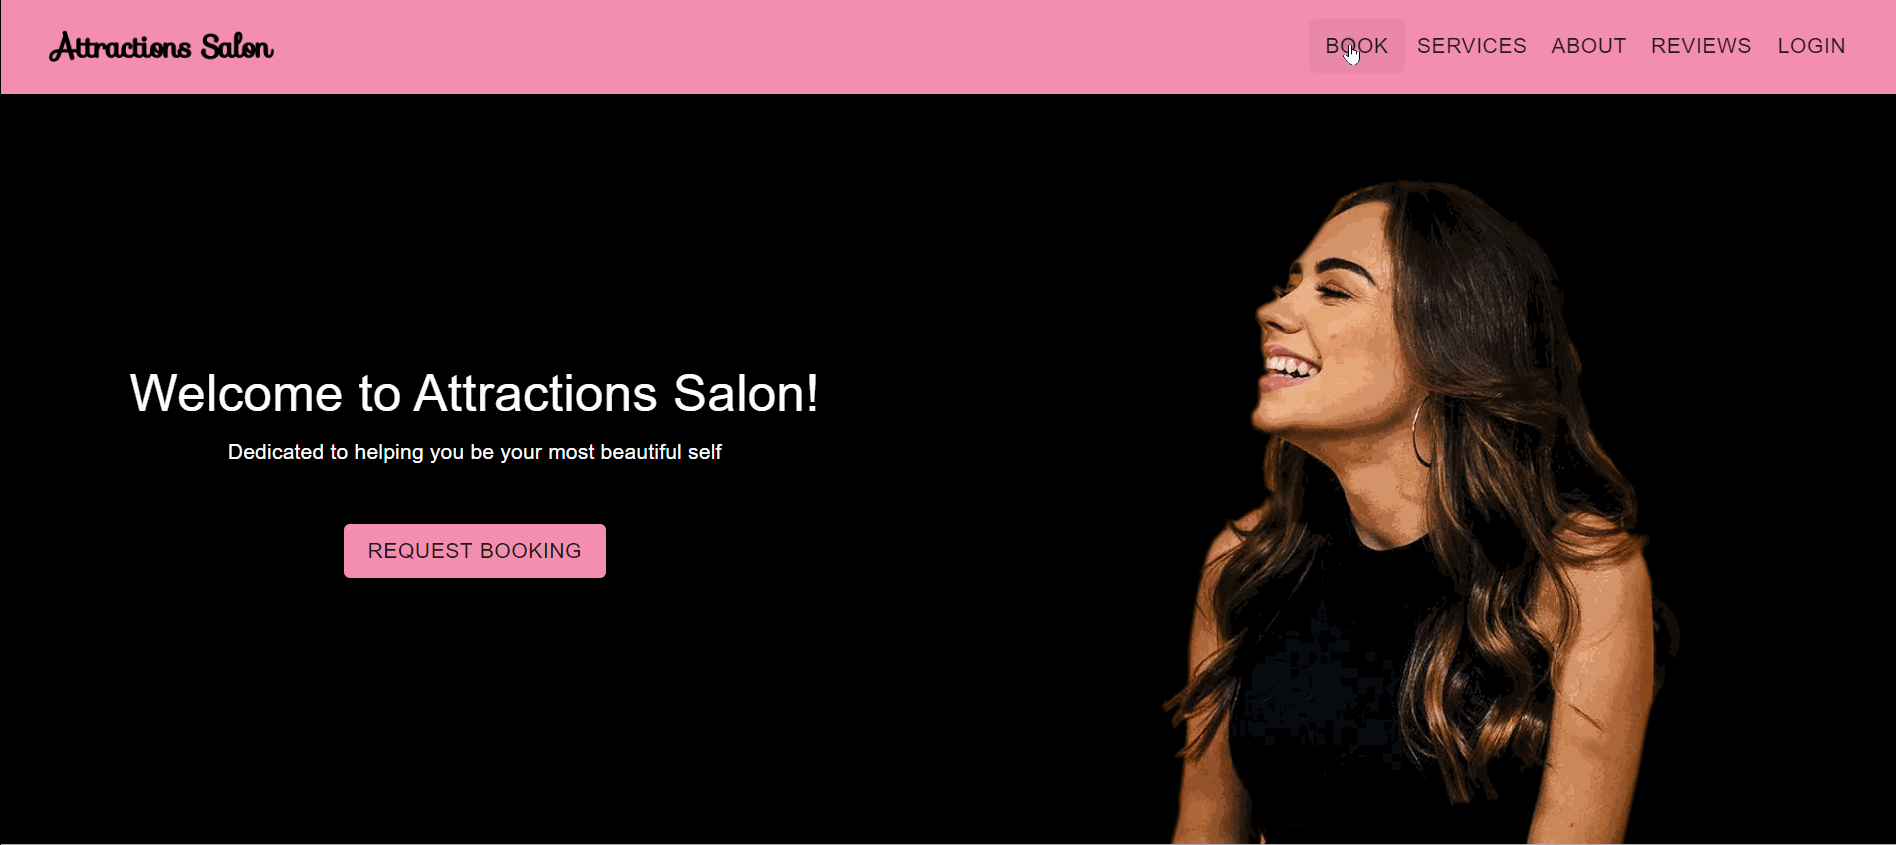 Attractions Salon
BOOK SERVICES ABOUT REVIEWS LOGIN
Welcome to Attractions Salon!
Dedicated to helping you be your most beautiful self
REQUEST BOOKING